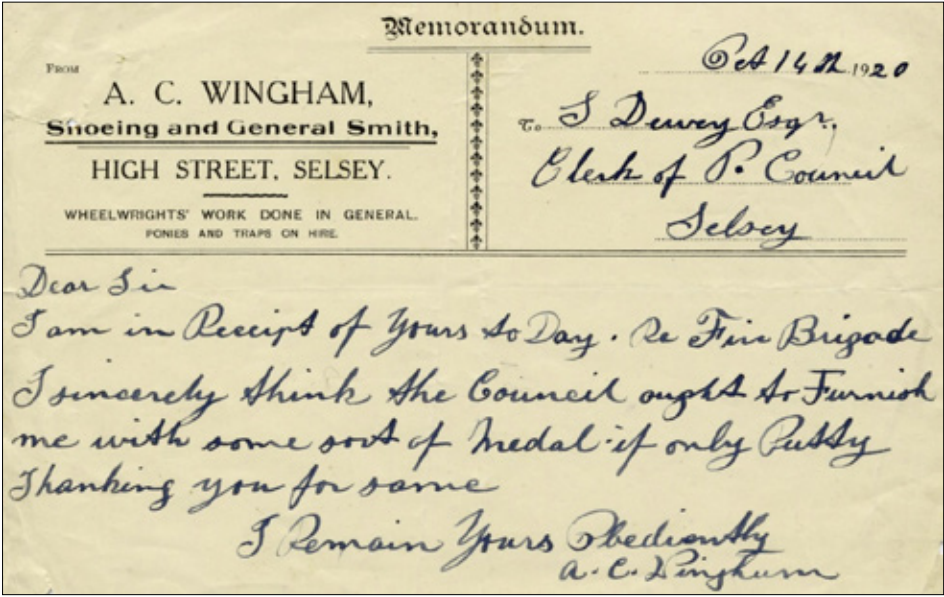 Memorandum.
FROM
A. C. WINGHAM,
Shoeing and General Smith,
HIGH STREET, SELSEY.
WHEELWRIGHTS' WORK DONE IN GENERAL.
PONIES AND TRAPS ON HIRE.
Oct 14th 1920
To S Dewey Esqr.
Clerk of P. Council
Selsey
Dear Sir
I am in Receipt of Yours to Day. Re Fire Brigade
I sincerely think the Council ought to Furnish
me with some sort of Medal if only Putty
Thanking you for same
I Remain Yours Obediently
A. C. Wingham